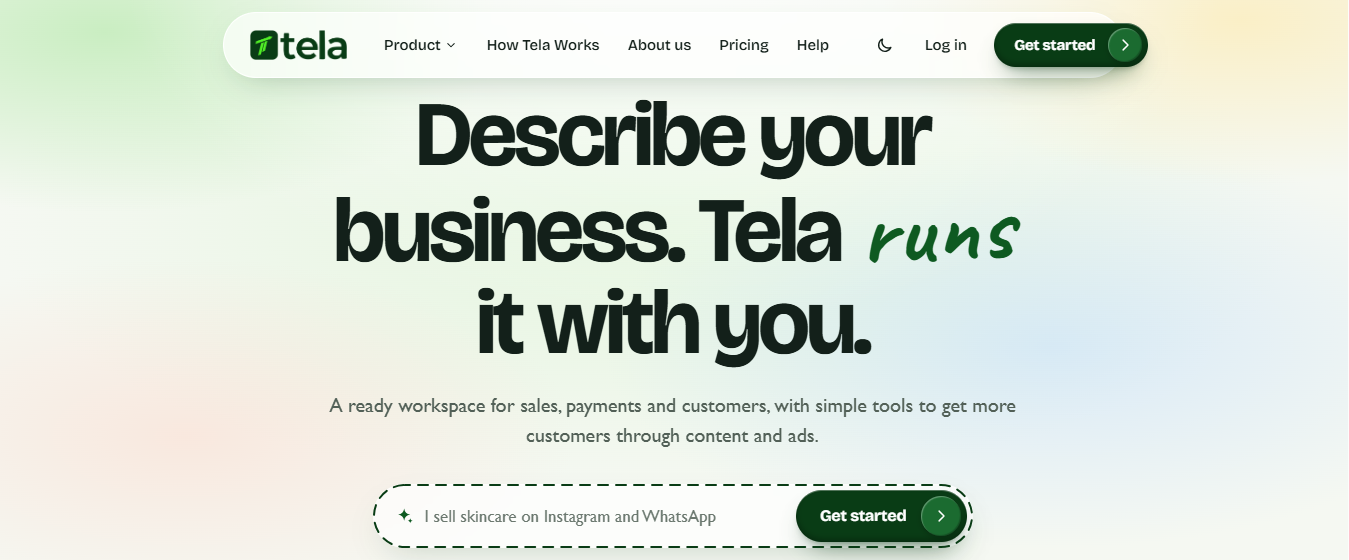 tela
Product
How Tela Works
About us
Pricing
Help
Log in
Get started
Describe your
business. Tela runs
it with you.
A ready workspace for sales, payments and customers, with simple tools to get more
customers through content and ads.
I sell skincare on Instagram and WhatsApp
Get started